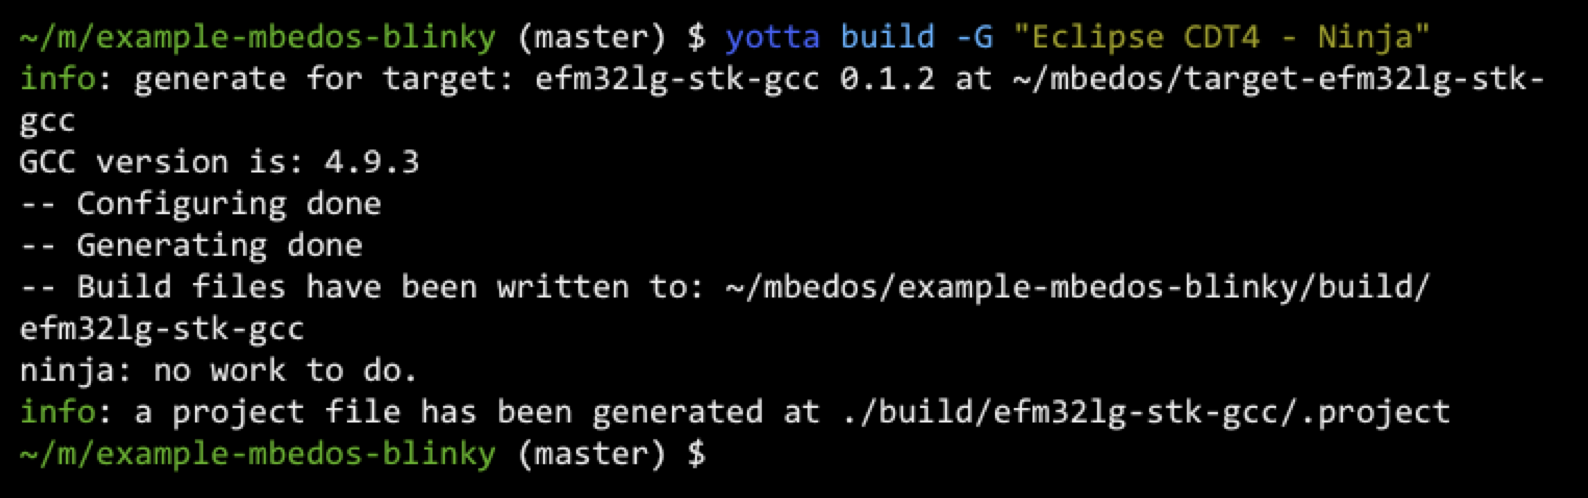 ~/m/example-mbedos-blinky (master) $ yotta build -G "Eclipse CDT4 - Ninja"
info: generate for target: efm32lg-stk-gcc 0.1.2 at ~/mbedos/target-efm32lg-stk-
gcc
GCC version is: 4.9.3
-- Configuring done
-- Generating done
-- Build files have been written to: ~/mbedos/example-mbedos-blinky/build/
efm32lg-stk-gcc
ninja: no work to do.
info: a project file has been generated at ./build/efm32lg-stk-gcc/.project
~/m/example-mbedos-blinky (master) $